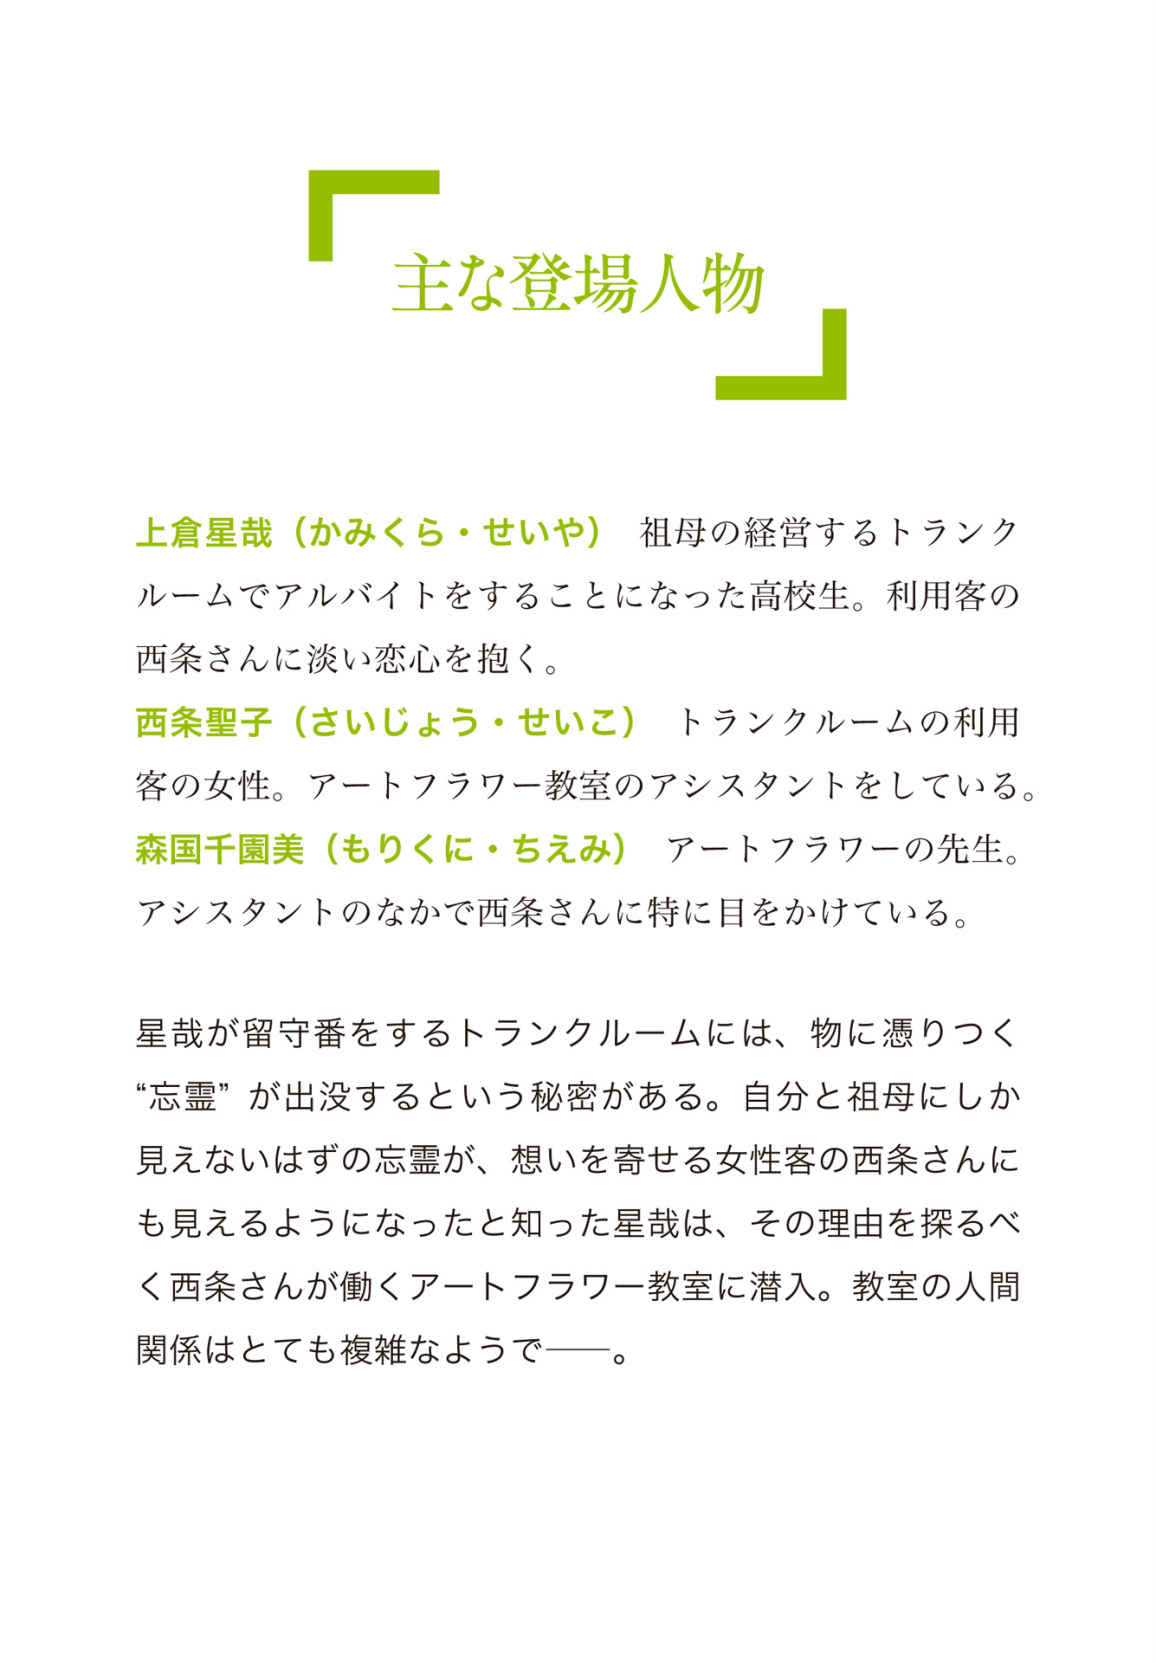 主な登場人物
上倉星哉（かみくら・せいや）　祖母の経営するトランク
ルームでアルバイトをすることになった高校生。利用客の
西条さんに淡い恋心を抱く。
西条聖子（さいじょう・せいこ）　トランクルームの利用
客の女性。アートフラワー教室のアシスタントをしている。
森国千園美（もりくに・ちえみ）　アートフラワーの先生。
アシスタントのなかで西条さんに特に目をかけている。
星哉が留守番をするトランクルームには、物に憑りつく
“忘霊”が出没するという秘密がある。自分と祖母にしか
見えないはずの忘霊が、想いを寄せる女性客の西条さんに
も見えるようになったと知った星哉は、その理由を探るべ
く西条さんが働くアートフラワー教室に潜入。教室の人間
関係はとても複雑なようで――。